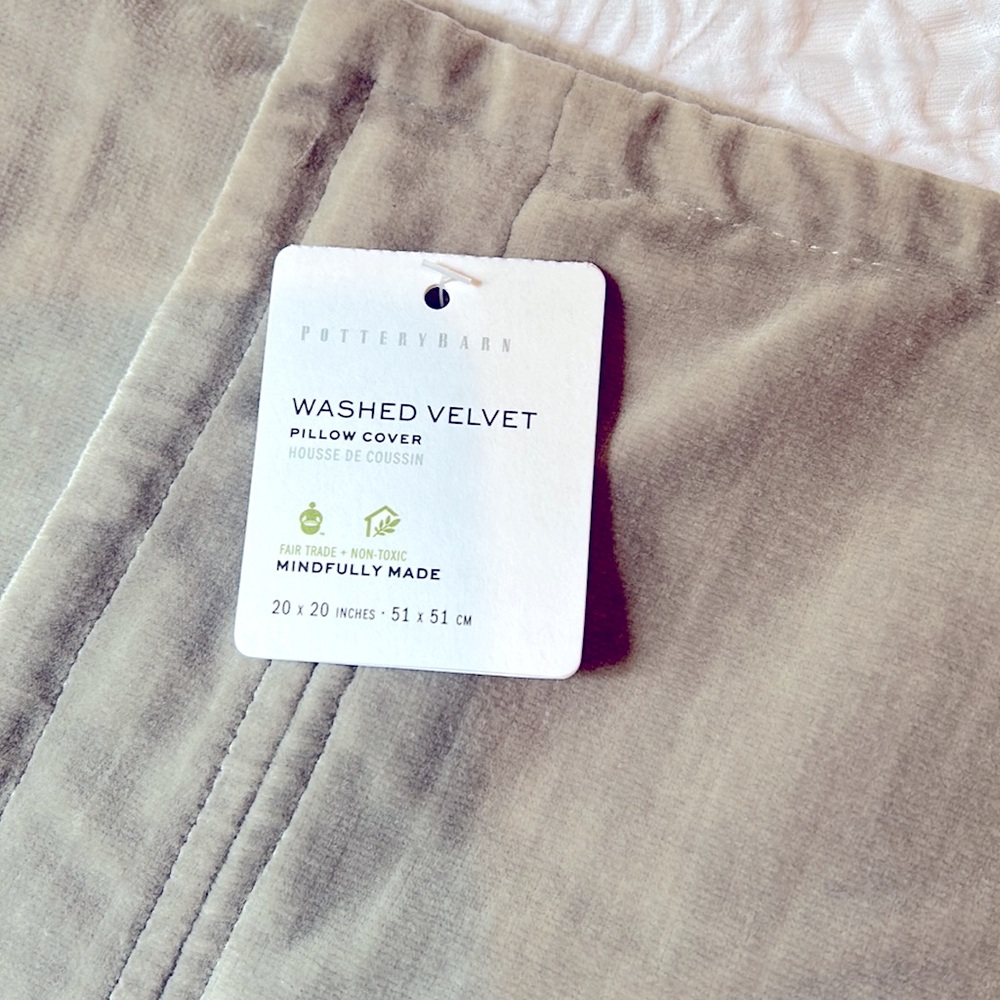 POTTERYBARN
WASHED VELVET
PILLOW COVER
HOUSSE DE COUSSIN
FAIR TRADE + NON-TOXIC
MINDFULLY MADE
20 x 20 INCHES · 51 x 51 CM